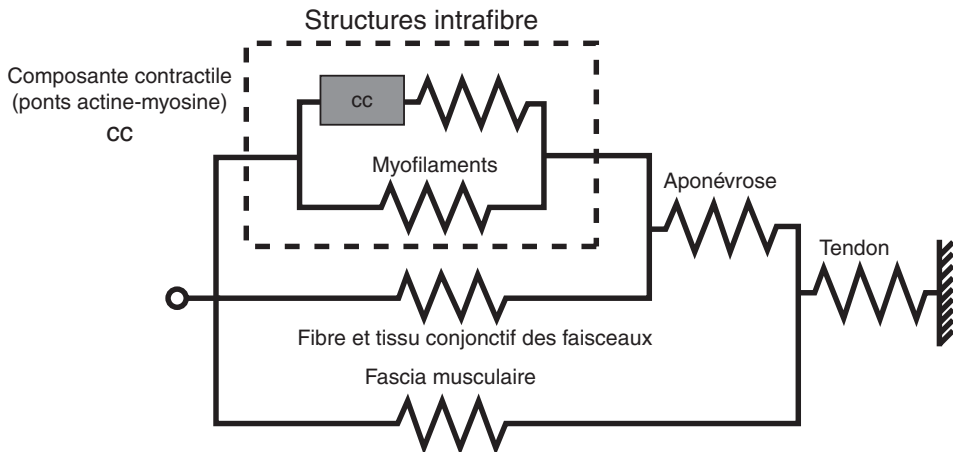 Structures intrafibre
Composante contractile
(ponts actine-myosine)
CC
CC
Myofilaments
Aponévrose
Tendon
Fibre et tissu conjonctif des faisceaux
Fascia musculaire